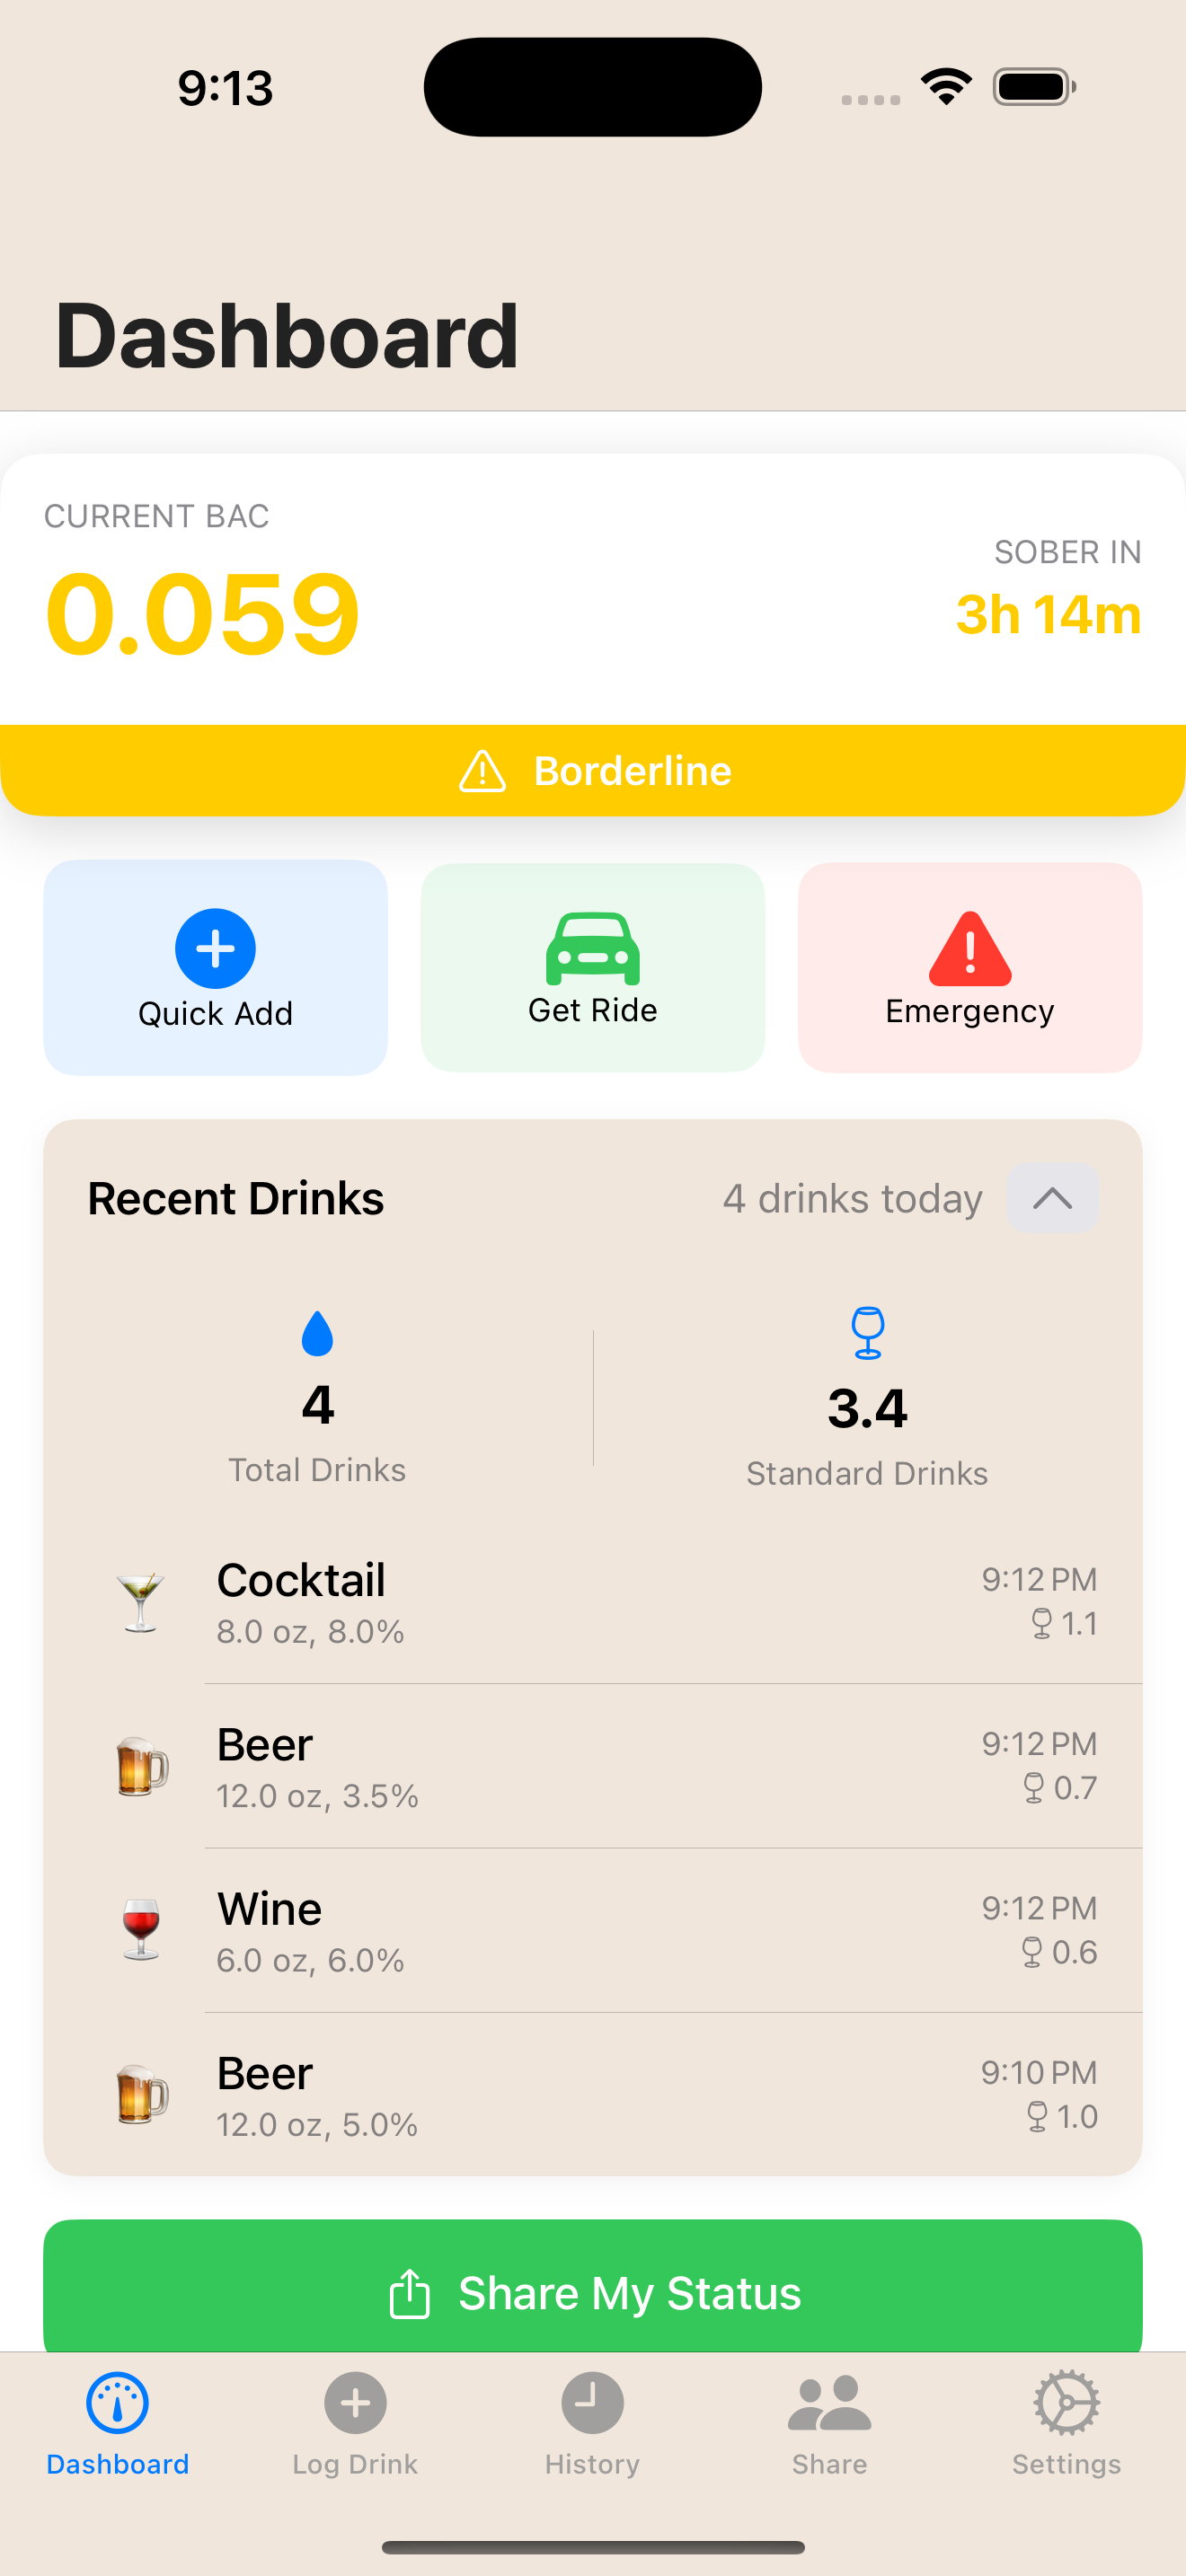 9:13
Dashboard
CURRENT BAC
0.059
SOBER IN
3h 14m
Borderline
Quick Add
Get Ride
Emergency
Recent Drinks
4 drinks today
4
Total Drinks
3.4
Standard Drinks
Cocktail
8.0 oz, 8.0%
9:12 PM
1.1
Beer
12.0 oz, 3.5%
9:12 PM
0.7
Wine
6.0 oz, 6.0%
9:12 PM
0.6
Beer
12.0 oz, 5.0%
9:10 PM
1.0
Share My Status
Dashboard
Log Drink
History
Share
Settings